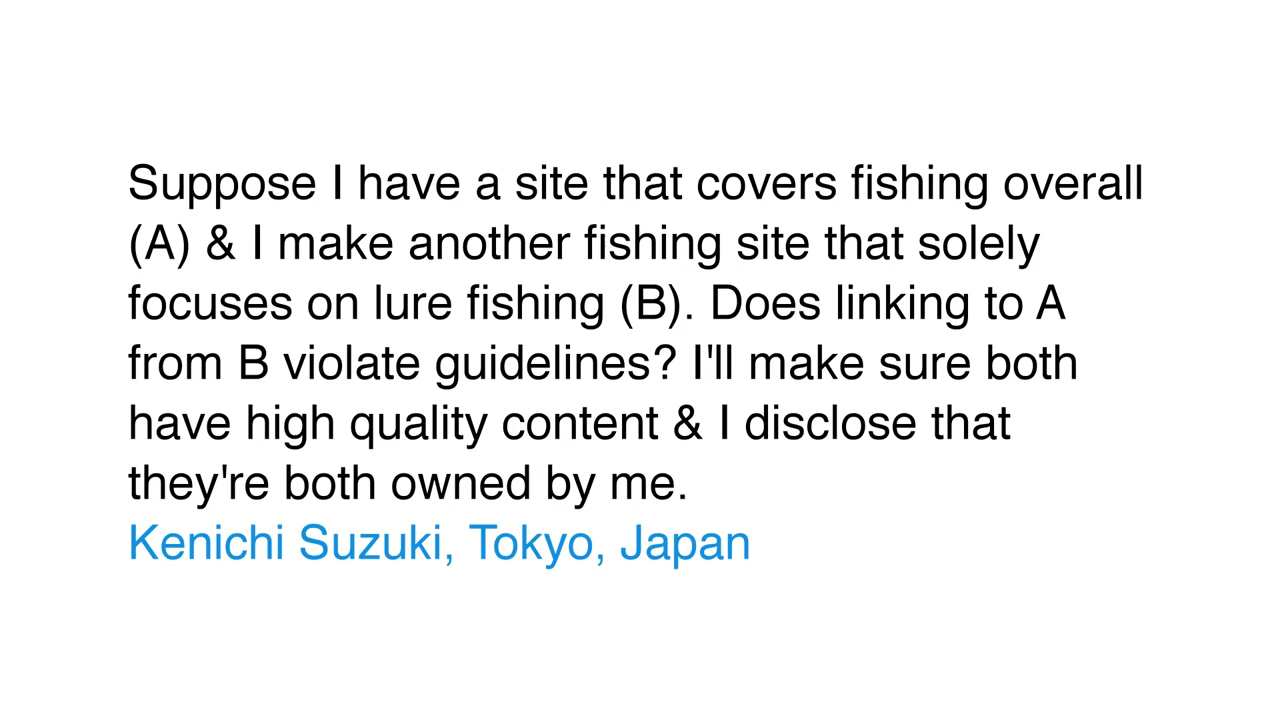 Suppose I have a site that covers fishing overall
(A) & I make another fishing site that solely
focuses on lure fishing (B). Does linking to A
from B violate guidelines? I'll make sure both
have high quality content & I disclose that
they're both owned by me.
Kenichi Suzuki, Tokyo, Japan